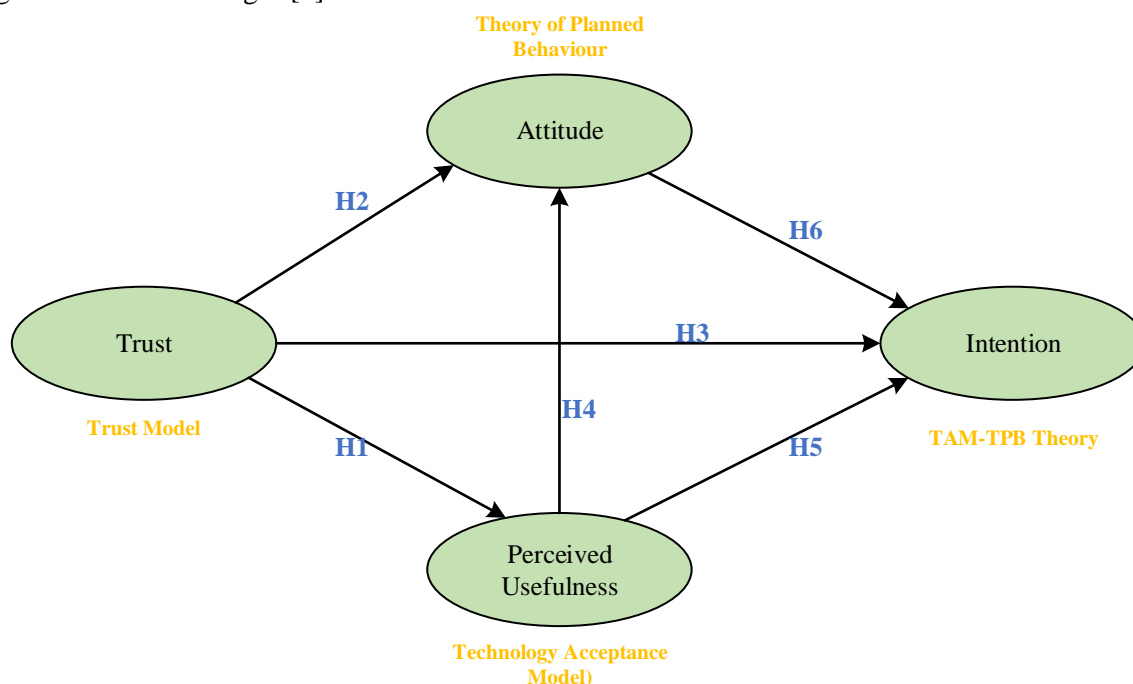 Theory of Planned
Behaviour
Attitude
H2
H6
Trust
H3
Intention
H4
Trust Model
TAM-TPB Theory
H1
H5
Perceived
Usefulness
Technology Acceptance
Model)